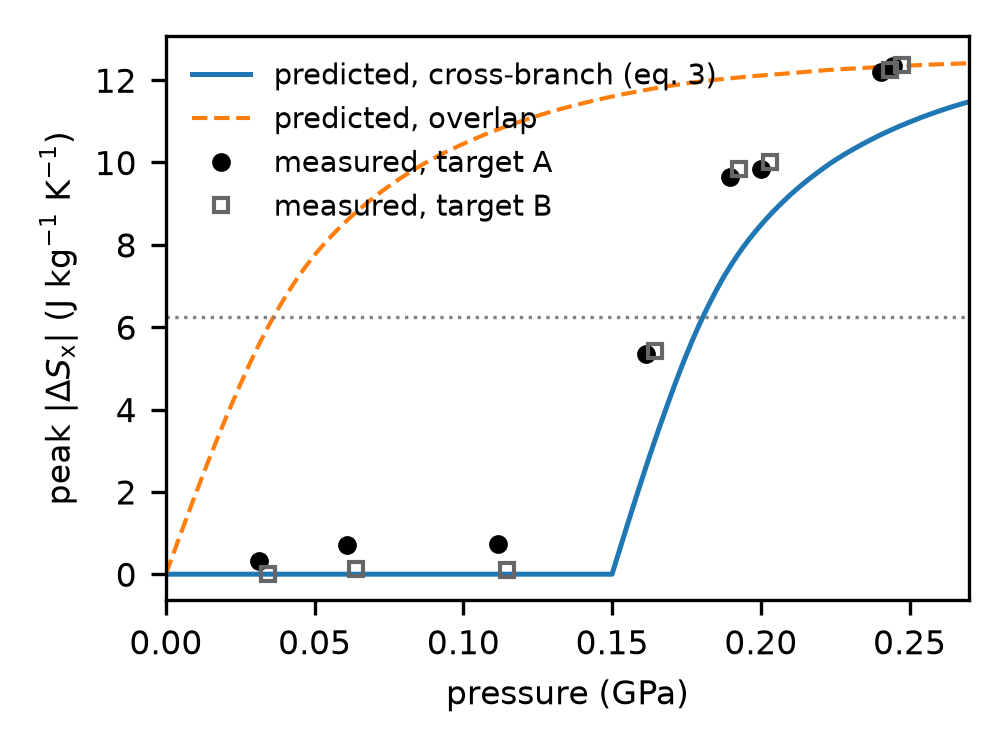 peak |ΔSₓ| (J kg⁻¹ K⁻¹)
12
10
8
6
4
2
0
predicted, cross-branch (eq. 3)
predicted, overlap
measured, target A
measured, target B
0.00 0.05 0.10 0.15 0.20 0.25
pressure (GPa)